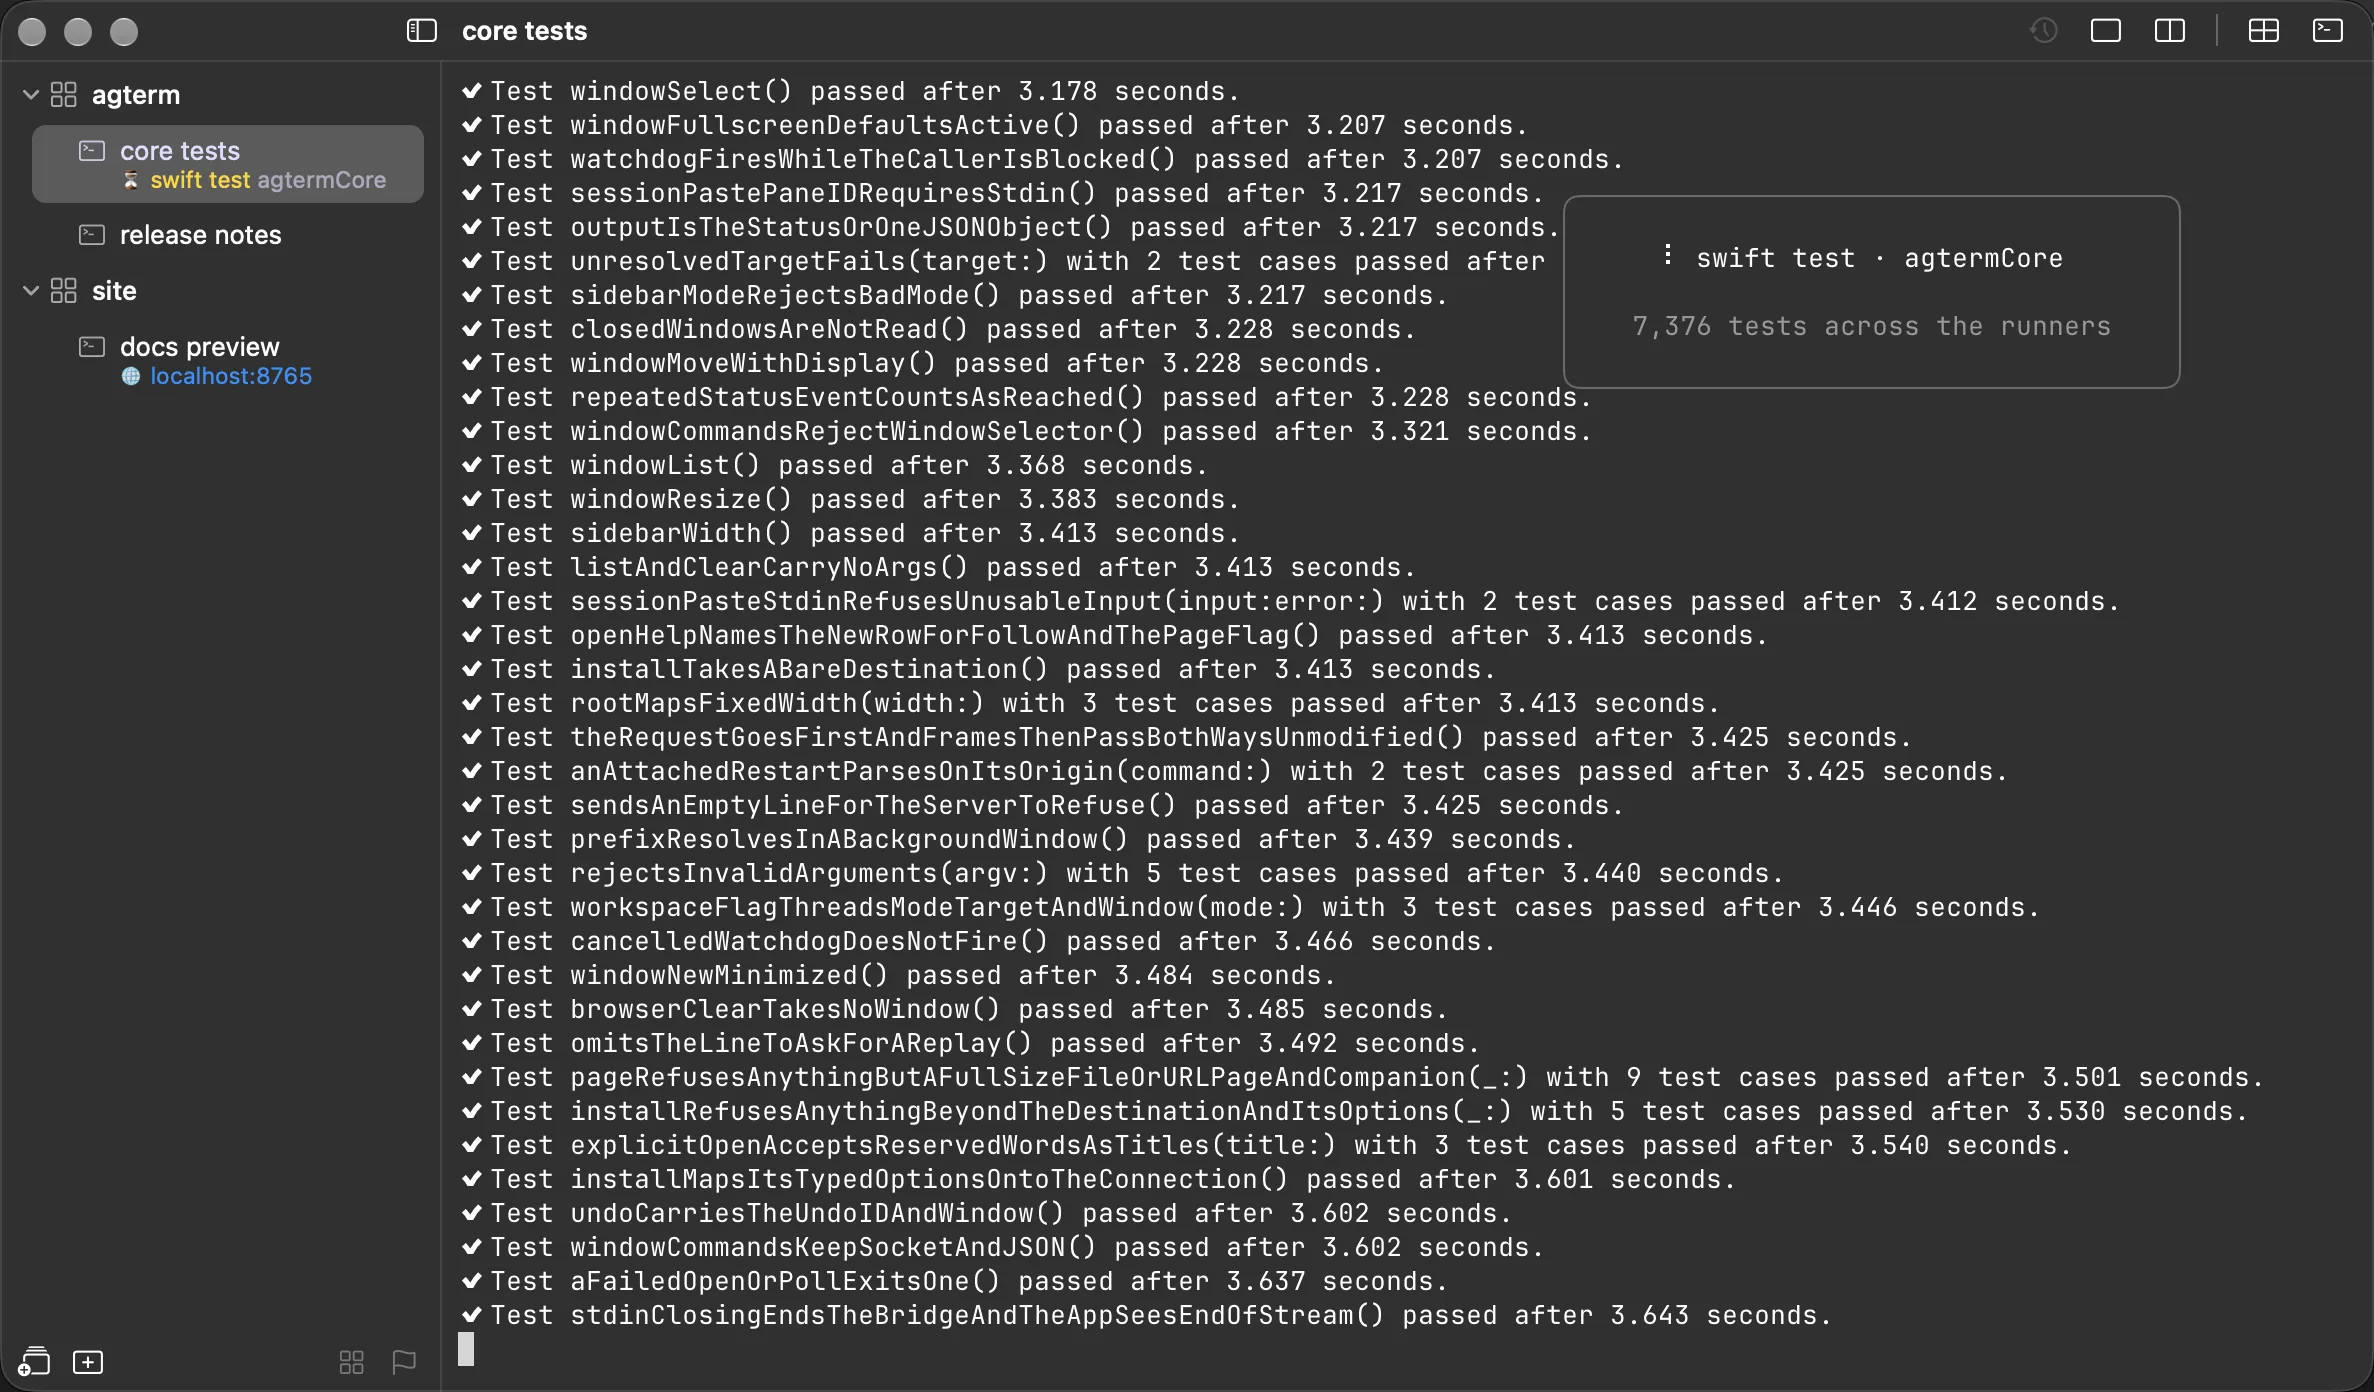 core tests
agterm
core tests
swift test agtermCore
release notes
site
docs preview
localhost:8765
✔ Test windowSelect() passed after 3.178 seconds.
✔ Test windowFullscreenDefaultsActive() passed after 3.207 seconds.
✔ Test watchdogFiresWhileTheCallerIsBlocked() passed after 3.207 seconds.
✔ Test sessionPastePaneIDRequiresStdin() passed after 3.217 seconds.
✔ Test outputIsTheStatusOrOneJSONObject() passed after 3.217 seconds.
✔ Test unresolvedTargetFails(target:) with 2 test cases passed after
✔ Test sidebarModeRejectsBadMode() passed after 3.217 seconds.
✔ Test closedWindowsAreNotRead() passed after 3.228 seconds.
✔ Test windowMoveWithDisplay() passed after 3.228 seconds.
✔ Test repeatedStatusEventCountsAsReached() passed after 3.228 seconds.
✔ Test windowCommandsRejectWindowSelector() passed after 3.321 seconds.
✔ Test windowList() passed after 3.368 seconds.
✔ Test windowResize() passed after 3.383 seconds.
✔ Test sidebarWidth() passed after 3.413 seconds.
✔ Test listAndClearCarryNoArgs() passed after 3.413 seconds.
✔ Test sessionPasteStdinRefusesUnusableInput(input:error:) with 2 test cases passed after 3.412 seconds.
✔ Test openHelpNamesTheNewRowForFollowAndThePageFlag() passed after 3.413 seconds.
✔ Test installTakesABareDestination() passed after 3.413 seconds.
✔ Test rootMapsFixedWidth(width:) with 3 test cases passed after 3.413 seconds.
✔ Test theRequestGoesFirstAndFramesThenPassBothWaysUnmodified() passed after 3.425 seconds.
✔ Test anAttachedRestartParsesOnItsOrigin(command:) with 2 test cases passed after 3.425 seconds.
✔ Test sendsAnEmptyLineForTheServerToRefuse() passed after 3.425 seconds.
✔ Test prefixResolvesInABackgroundWindow() passed after 3.439 seconds.
✔ Test rejectsInvalidArguments(argv:) with 5 test cases passed after 3.440 seconds.
✔ Test workspaceFlagThreadsModeTargetAndWindow(mode:) with 3 test cases passed after 3.446 seconds.
✔ Test cancelledWatchdogDoesNotFire() passed after 3.466 seconds.
✔ Test windowNewMinimized() passed after 3.484 seconds.
✔ Test browserClearTakesNoWindow() passed after 3.485 seconds.
✔ Test omitsTheLineToAskForAReplay() passed after 3.492 seconds.
✔ Test pageRefusesAnythingButAFullSizeFileOrURLPageAndCompanion(_:) with 9 test cases passed after 3.501 seconds.
✔ Test installRefusesAnythingBeyondTheDestinationAndItsOptions(_:) with 5 test cases passed after 3.530 seconds.
✔ Test explicitOpenAcceptsReservedWordsAsTitles(title:) with 3 test cases passed after 3.540 seconds.
✔ Test installMapsItsTypedOptionsOntoTheConnection() passed after 3.601 seconds.
✔ Test undoCarriesTheUndoIDAndWindow() passed after 3.602 seconds.
✔ Test windowCommandsKeepSocketAndJSON() passed after 3.602 seconds.
✔ Test aFailedOpenOrPollExitsOne() passed after 3.637 seconds.
✔ Test stdinClosingEndsTheBridgeAndTheAppSeesEndOfStream() passed after 3.643 seconds.
swift test · agtermCore
7,376 tests across the runners